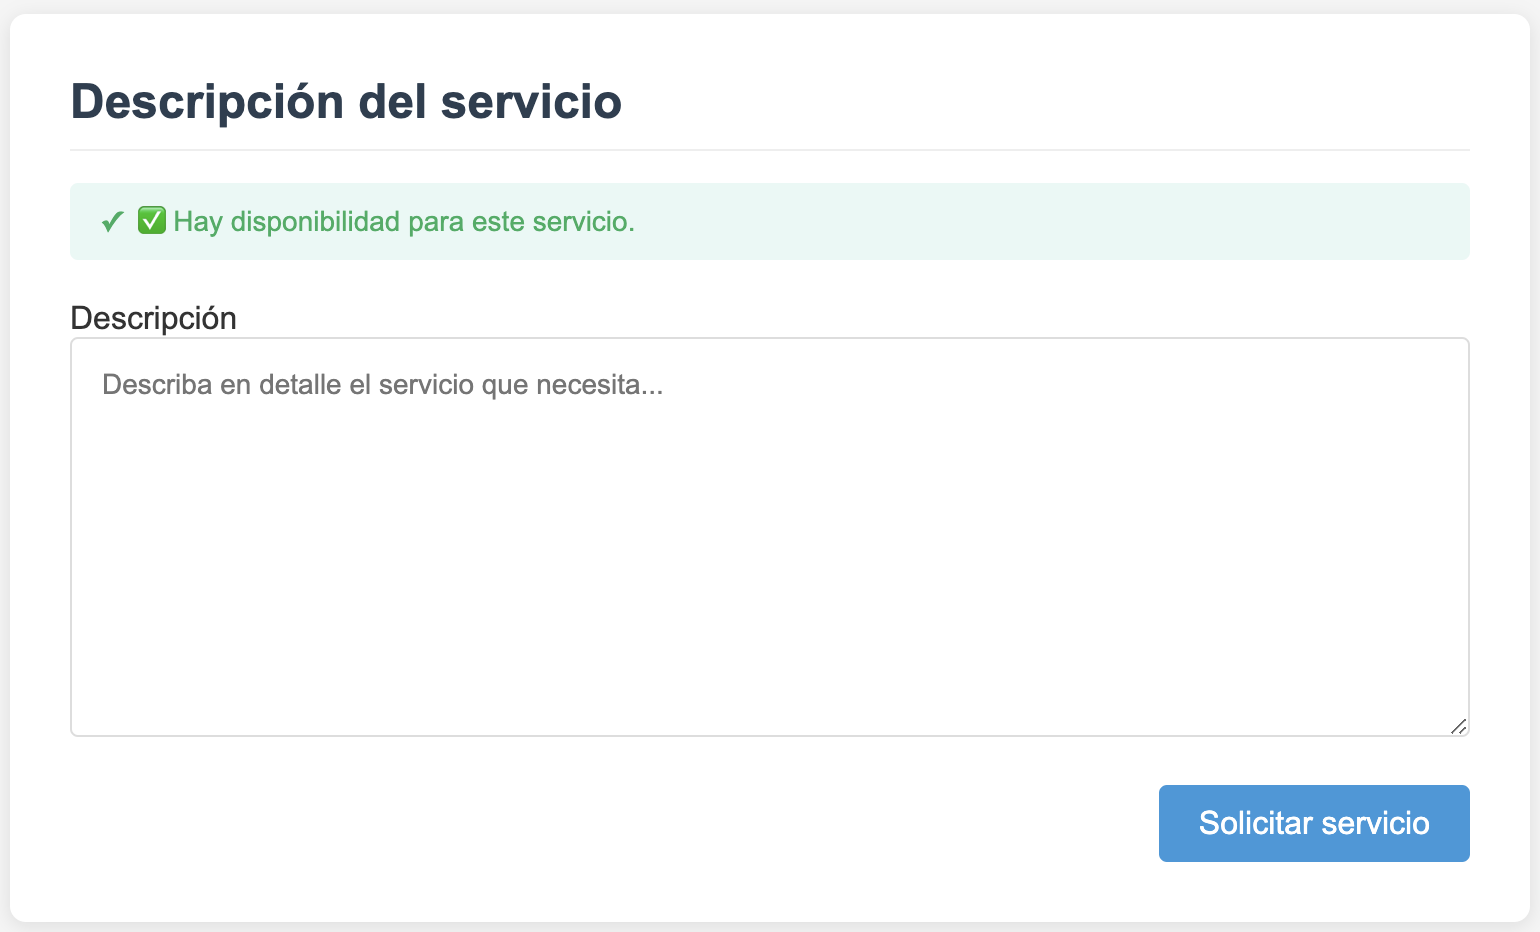 Descripción del servicio
✔ ✅ Hay disponibilidad para este servicio.
Descripción
Describa en detalle el servicio que necesita...
Solicitar servicio